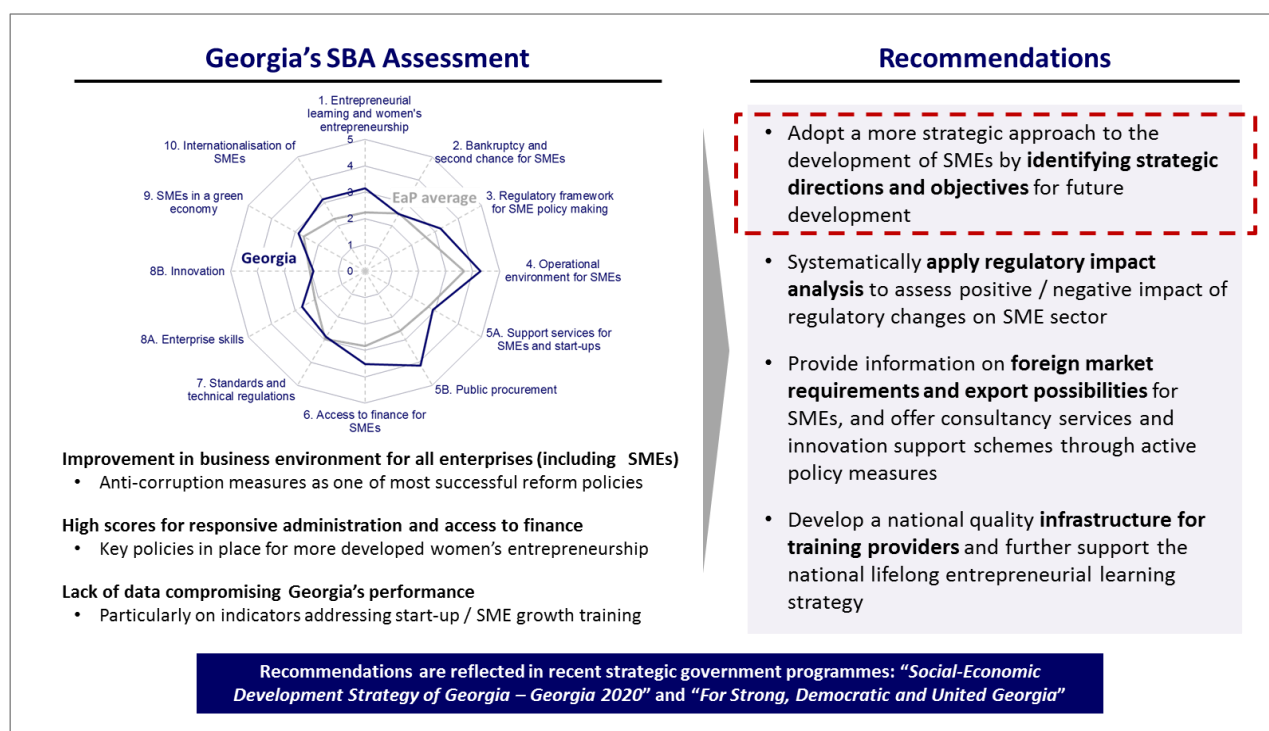 Georgia's SBA Assessment
1. Entrepreneurial
learning and women's
entrepreneurship
5
10. Internationalisation of
SMEs
2. Bankruptcy and
second chance for SMEs
4
9. SMEs in a green
economy
3
EaP average
3. Regulatory framework
for SME policy making
2
Georgia
1
8B. Innovation
0
4. Operational
environment for SMEs
8A. Enterprise skills
5A. Support services for
SMEs and start-ups
7. Standards and
technical regulations
5B. Public procurement
6. Access to finance for
SMEs
Improvement in business environment for all enterprises (including SMEs)
• Anti-corruption measures as one of most successful reform policies
High scores for responsive administration and access to finance
• Key policies in place for more developed women's entrepreneurship
Lack of data compromising Georgia's performance
• Particularly on indicators addressing start-up / SME growth training
Recommendations
• Adopt a more strategic approach to the
development of SMEs by identifying strategic
directions and objectives for future
development
• Systematically apply regulatory impact
analysis to assess positive / negative impact of
regulatory changes on SME sector
• Provide information on foreign market
requirements and export possibilities for
SMEs, and offer consultancy services and
innovation support schemes through active
policy measures
• Develop a national quality infrastructure for
training providers and further support the
national lifelong entrepreneurial learning
strategy
Recommendations are reflected in recent strategic government programmes: "Social-Economic
Development Strategy of Georgia – Georgia 2020" and "For Strong, Democratic and United Georgia"